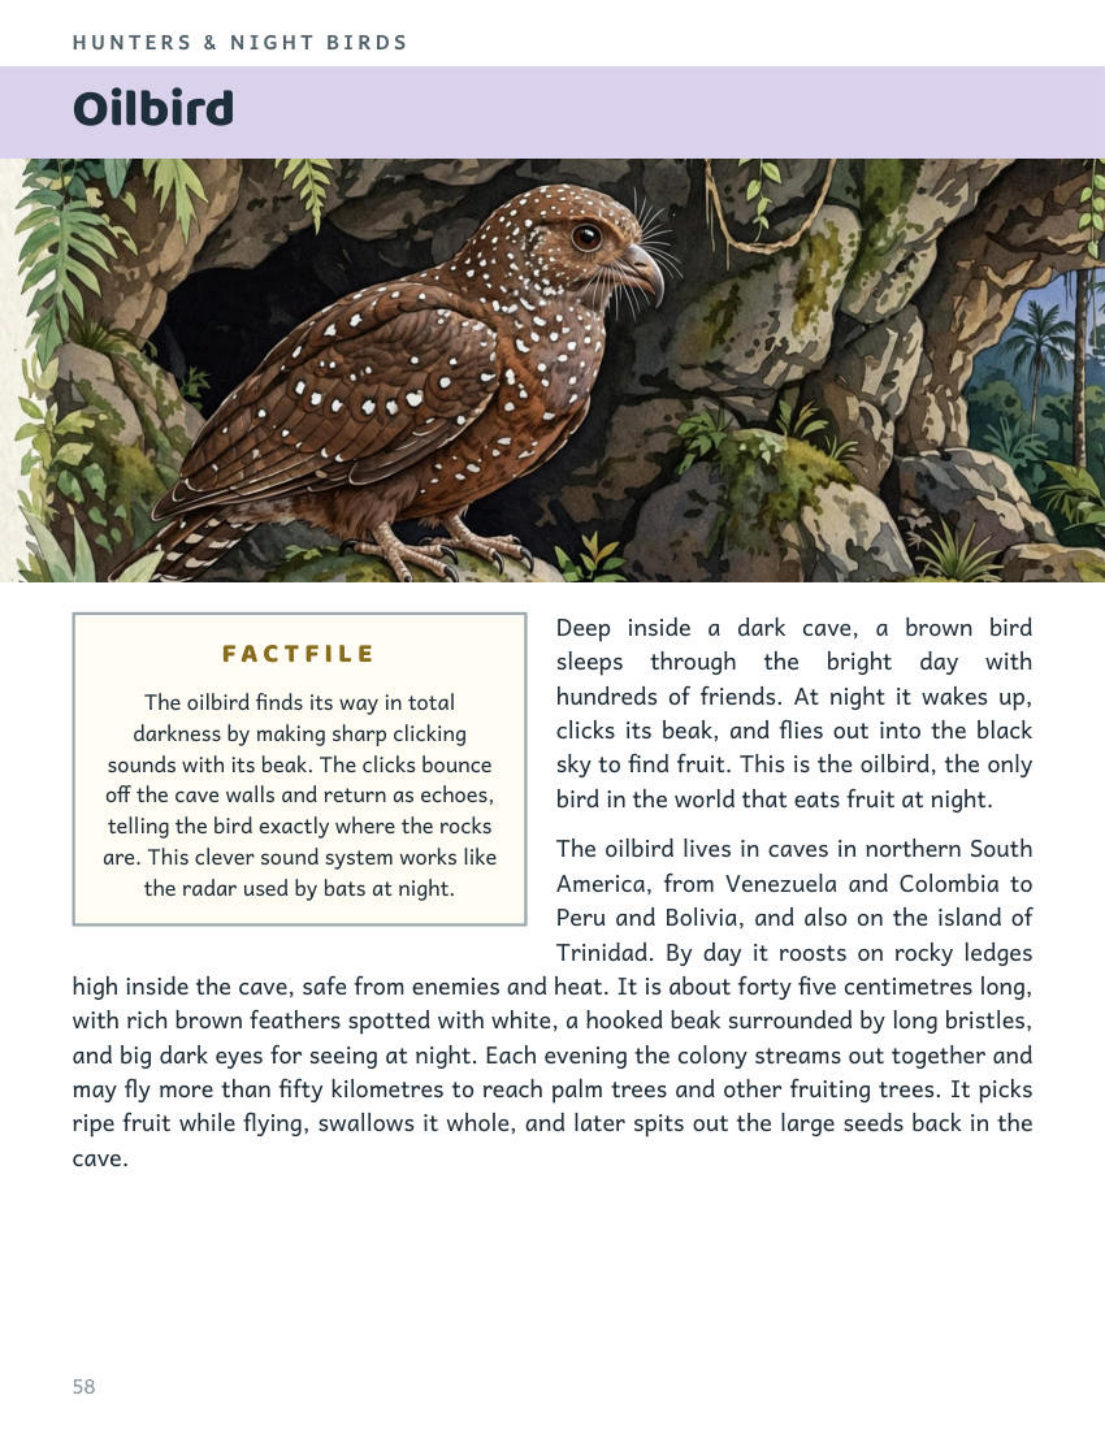 HUNTERS & NIGHT BIRDS
Oilbird
FACTFILE
The oilbird finds its way in total
darkness by making sharp clicking
sounds with its beak. The clicks bounce
off the cave walls and return as echoes,
telling the bird exactly where the rocks
are. This clever sound system works like
the radar used by bats at night.
Deep inside a dark cave, a brown bird
sleeps through the bright day with
hundreds of friends. At night it wakes up,
clicks its beak, and flies out into the black
sky to find fruit. This is the oilbird, the only
bird in the world that eats fruit at night.
The oilbird lives in caves in northern South
America, from Venezuela and Colombia to
Peru and Bolivia, and also on the island of
Trinidad. By day it roosts on rocky ledges
high inside the cave, safe from enemies and heat. It is about forty five centimetres long,
with rich brown feathers spotted with white, a hooked beak surrounded by long bristles,
and big dark eyes for seeing at night. Each evening the colony streams out together and
may fly more than fifty kilometres to reach palm trees and other fruiting trees. It picks
ripe fruit while flying, swallows it whole, and later spits out the large seeds back in the
cave.
58